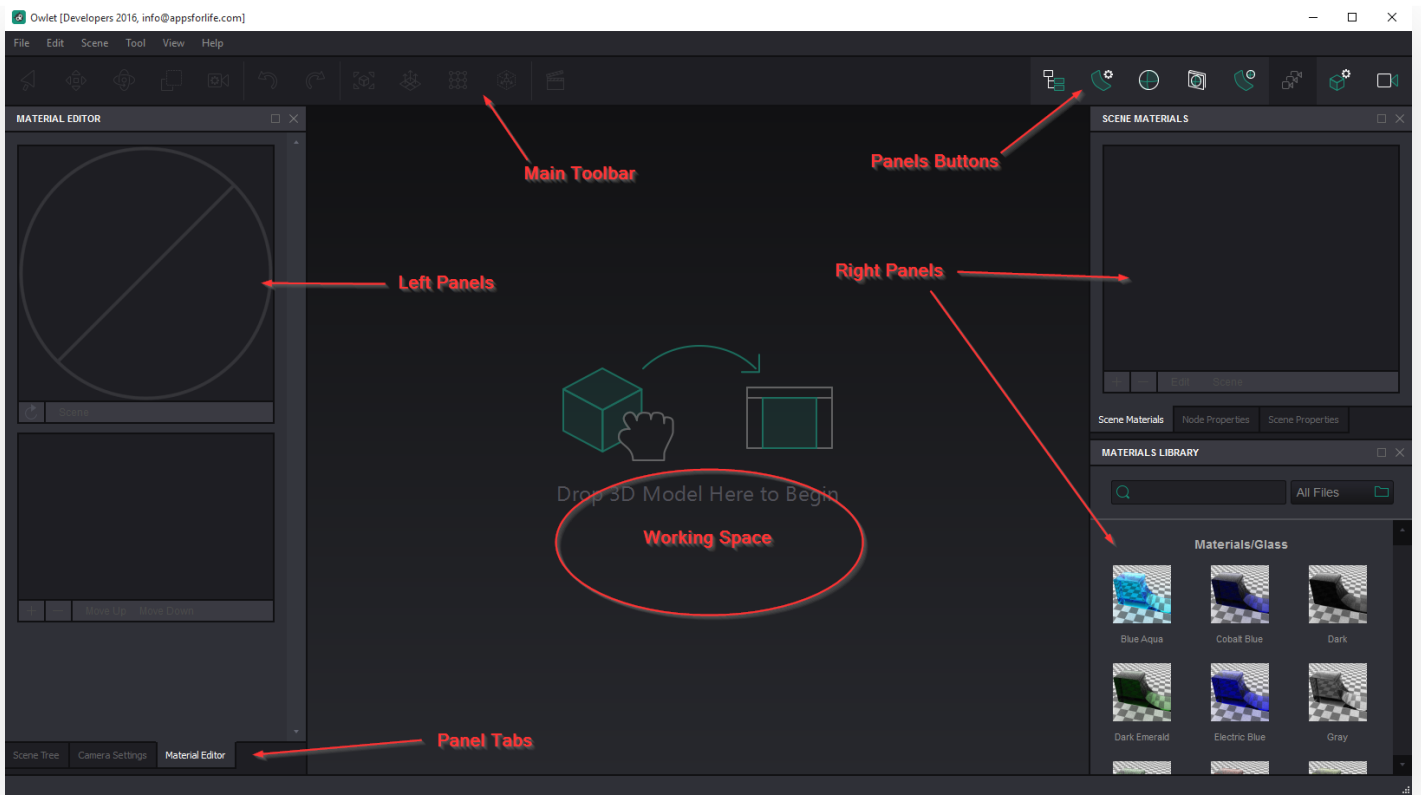 Owlet [Developers 2016, info@appsforlife.com]
File Edit Scene Tool View Help
MATERIAL EDITOR
SCENE MATERIALS
Main Toolbar
Panels Buttons
Left Panels
Right Panels
Scene
Edit Scene
Scene Materials Node Properties Scene Properties
MATERIALS LIBRARY
All Files
Drop 3D Model Here to Begin
Working Space
Materials/Glass
Blue Aqua Cobalt Blue Dark
Move Up Move Down
Dark Emerald Electric Blue Gray
Panel Tabs
Scene Tree Camera Settings Material Editor